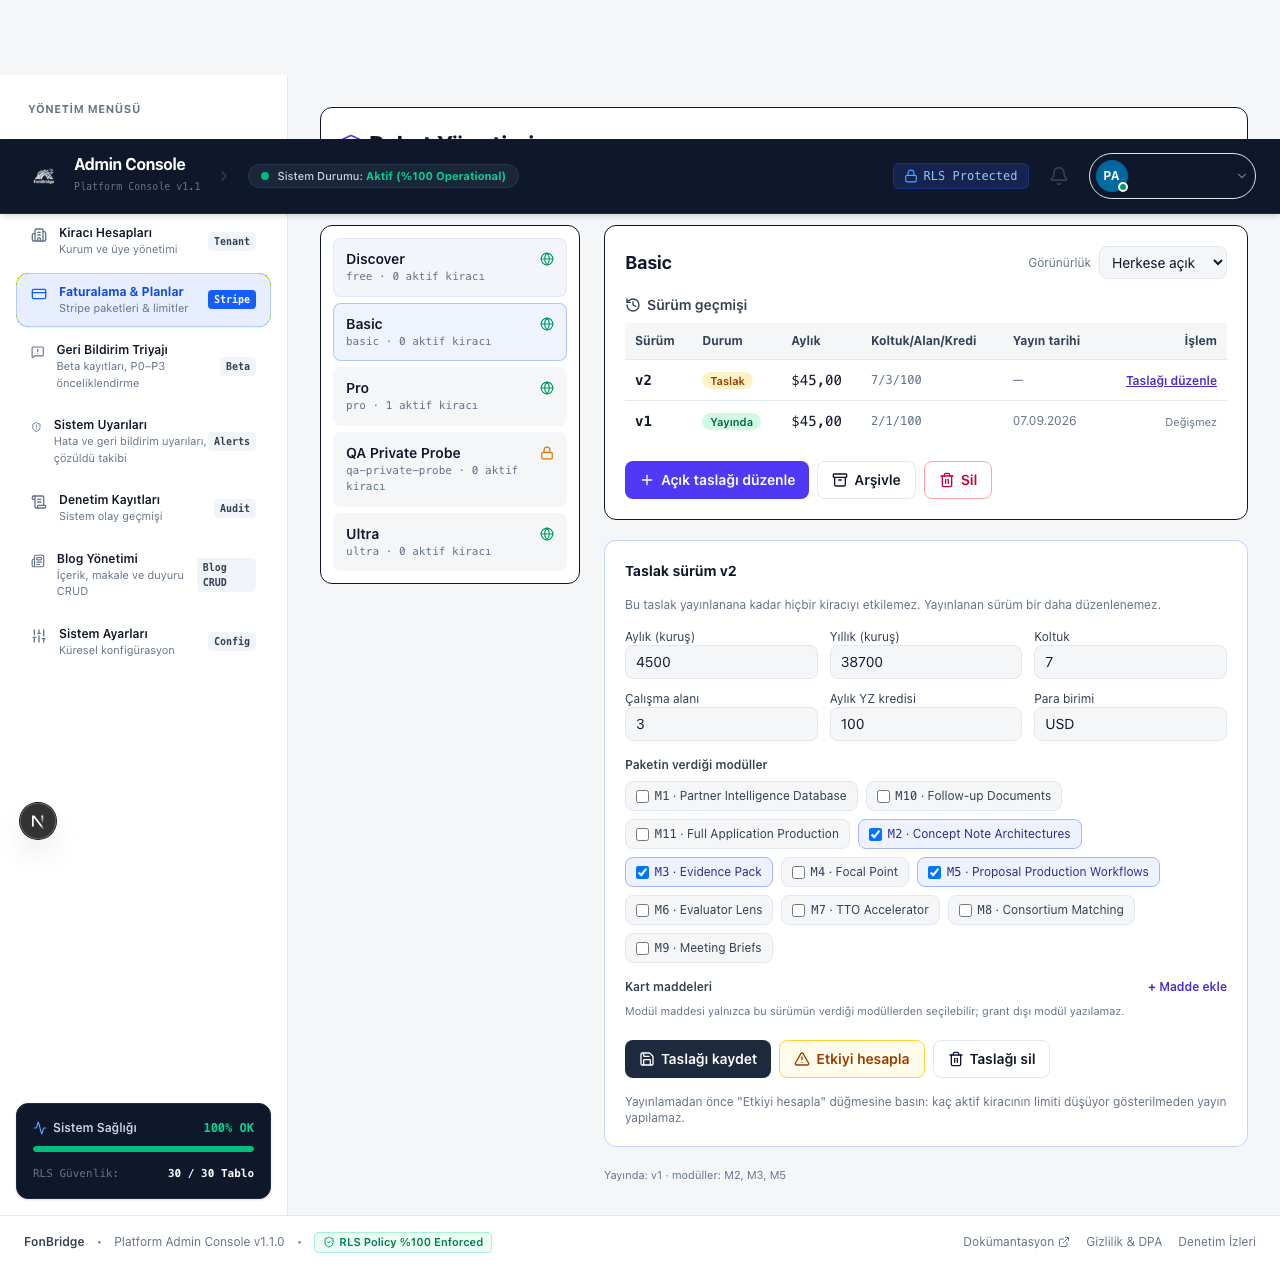 YÖNETİM MENÜSÜ
Admin Console
Platform Console v1.1
Sistem Durumu: Aktif (%100 Operational)
RLS Protected
PA
FonBridge
Kiracı Hesapları
Kurum ve üye yönetimi
Tenant
Faturalama & Planlar
Stripe paketleri & limitler
Stripe
Geri Bildirim Triyajı
Beta kayıtları, P0–P3
önceliklendirme
Beta
Sistem Uyarıları
Hata ve geri bildirim uyarıları,
çözüldü takibi
Alerts
Denetim Kayıtları
Sistem olay geçmişi
Audit
Blog Yönetimi
İçerik, makale ve duyuru
CRUD
Blog
CRUD
Sistem Ayarları
Küresel konfigürasyon
Config
N
Sistem Sağlığı
100% OK
RLS Güvenlik:
30 / 30 Tablo
Discover
free · 0 aktif kiracı
Basic
basic · 0 aktif kiracı
Pro
pro · 1 aktif kiracı
QA Private Probe
qa-private-probe · 0 aktif
kiracı
Ultra
ultra · 0 aktif kiracı
Basic
Görünürlük
Herkese açık
Sürüm geçmişi
Sürüm Durum Aylık Koltuk/Alan/Kredi Yayın tarihi İşlem
v2 Taslak $45,00 7/3/100 — Taslağı düzenle
v1 Yayında $45,00 2/1/100 07.09.2026 Değişmez
+ Açık taslağı düzenle
Arşivle
Sil
Taslak sürüm v2
Bu taslak yayınlanana kadar hiçbir kiracıyı etkilemez. Yayınlanan sürüm bir daha düzenlenemez.
Aylık (kuruş) Yıllık (kuruş) Koltuk
4500 38700 7
Çalışma alanı Aylık YZ kredisi Para birimi
3 100 USD
Paketin verdiği modüller
M1 · Partner Intelligence Database
M10 · Follow-up Documents
M11 · Full Application Production
M2 · Concept Note Architectures
M3 · Evidence Pack
M4 · Focal Point
M5 · Proposal Production Workflows
M6 · Evaluator Lens
M7 · TTO Accelerator
M8 · Consortium Matching
M9 · Meeting Briefs
Kart maddeleri
+ Madde ekle
Modül maddesi yalnızca bu sürümün verdiği modüllerden seçilebilir; grant dışı modül yazılamaz.
Taslağı kaydet
Etkiyi hesapla
Taslağı sil
Yayınlamadan önce "Etkiyi hesapla" düğmesine basın: kaç aktif kiracının limiti düşüyor gösterilmeden yayın
yapılamaz.
Yayında: v1 · modüller: M2, M3, M5
FonBridge • Platform Admin Console v1.1.0 • RLS Policy %100 Enforced
Dokümantasyon
Gizlilik & DPA
Denetim İzleri